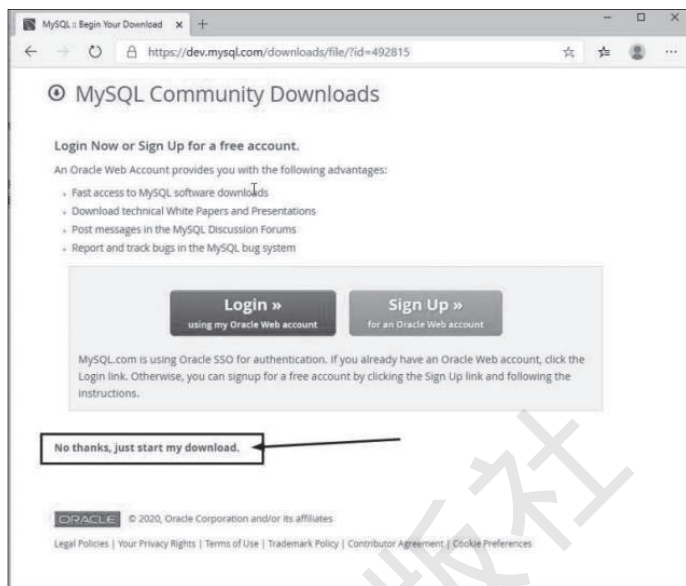 MySQL :: Begin Your Download
https://dev.mysql.com/downloads/file/?id=492815
MySQL Community Downloads
Login Now or Sign Up for a free account.
An Oracle Web Account provides you with the following advantages:
Fast access to MySQL software downloads
Download technical White Papers and Presentations
Post messages in the MySQL Discussion Forums
Report and track bugs in the MySQL bug system
Login »
using my Oracle Web account
Sign Up »
for an Oracle Web account
MySQL.com is using Oracle SSO for authentication. If you already have an Oracle Web account, click the
Login link. Otherwise, you can signup for a free account by clicking the Sign Up link and following the
instructions.
No thanks, just start my download.
ORACLE © 2020, Oracle Corporation and/or its affiliates
Legal Policies | Your Privacy Rights | Terms of Use | Trademark Policy | Contributor Agreement | Cookie Preferences
版社